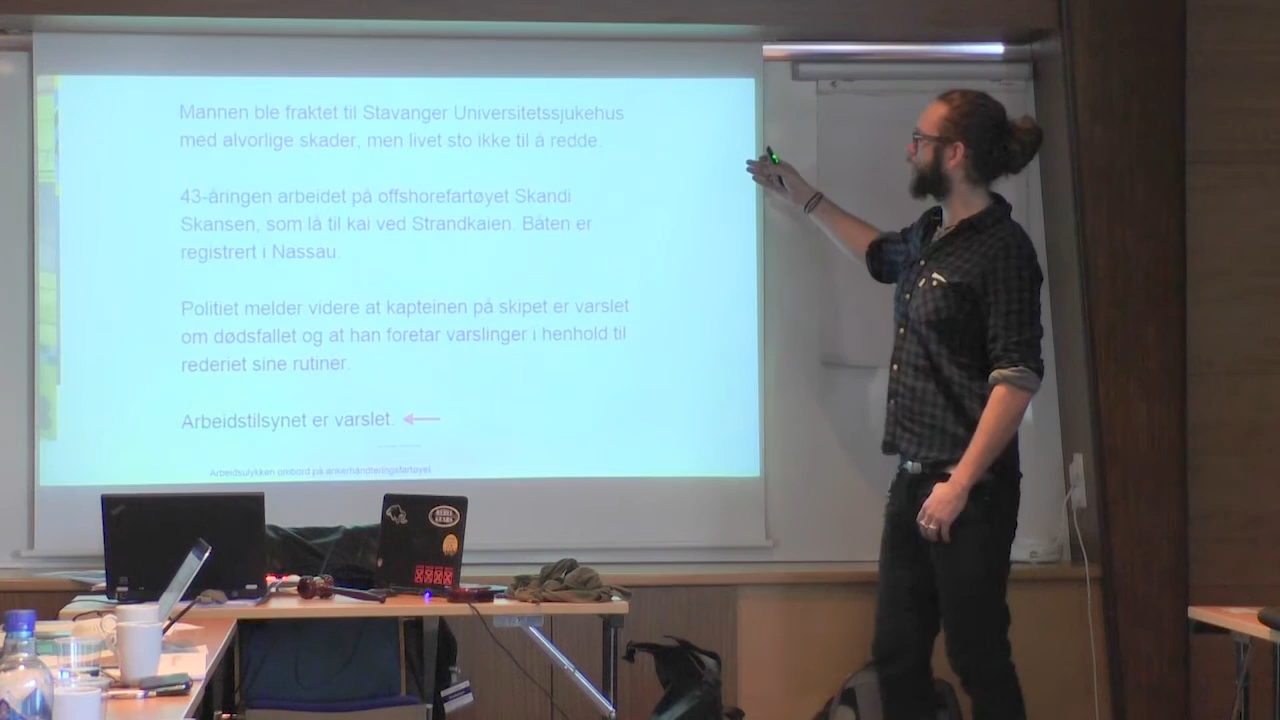 Mannen ble fraktet til Stavanger Universitetssjukehus
med alvorlige skader, men livet sto ikke til å redde.
43-åringen arbeidet på offshorefartøyet Skandi
Skansen, som lå til kai ved Strandkaien. Båten er
registrert i Nassau.
Politiet melder videre at kapteinen på skipet er varslet
om dødsfallet og at han foretar varslinger i henhold til
rederiet sine rutiner.
Arbeidstilsynet er varslet.
Arbeidsulykken ombord på ankerhåndteringsfartøyet.